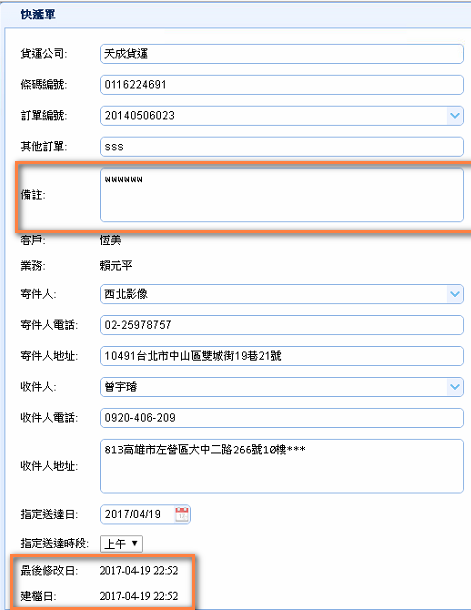 快遞單
貨運公司: 天成貨運
條碼編號: 0116224691
訂單編號: 20140506023
其他訂單: sss
備註: wwwwww
客戶: 恆美
業務: 賴元平
寄件人: 西北影像
寄件人電話: 02-25978757
寄件人地址: 10491台北市中山區雙城街19巷21號
收件人: 曾宇璿
收件人電話: 0920-406-209
收件人地址: 813高雄市左營區大中二路266號10樓***
指定送達日: 2017/04/19
指定送達時段: 上午
最後修改日: 2017-04-19 22:52
建檔日: 2017-04-19 22:52